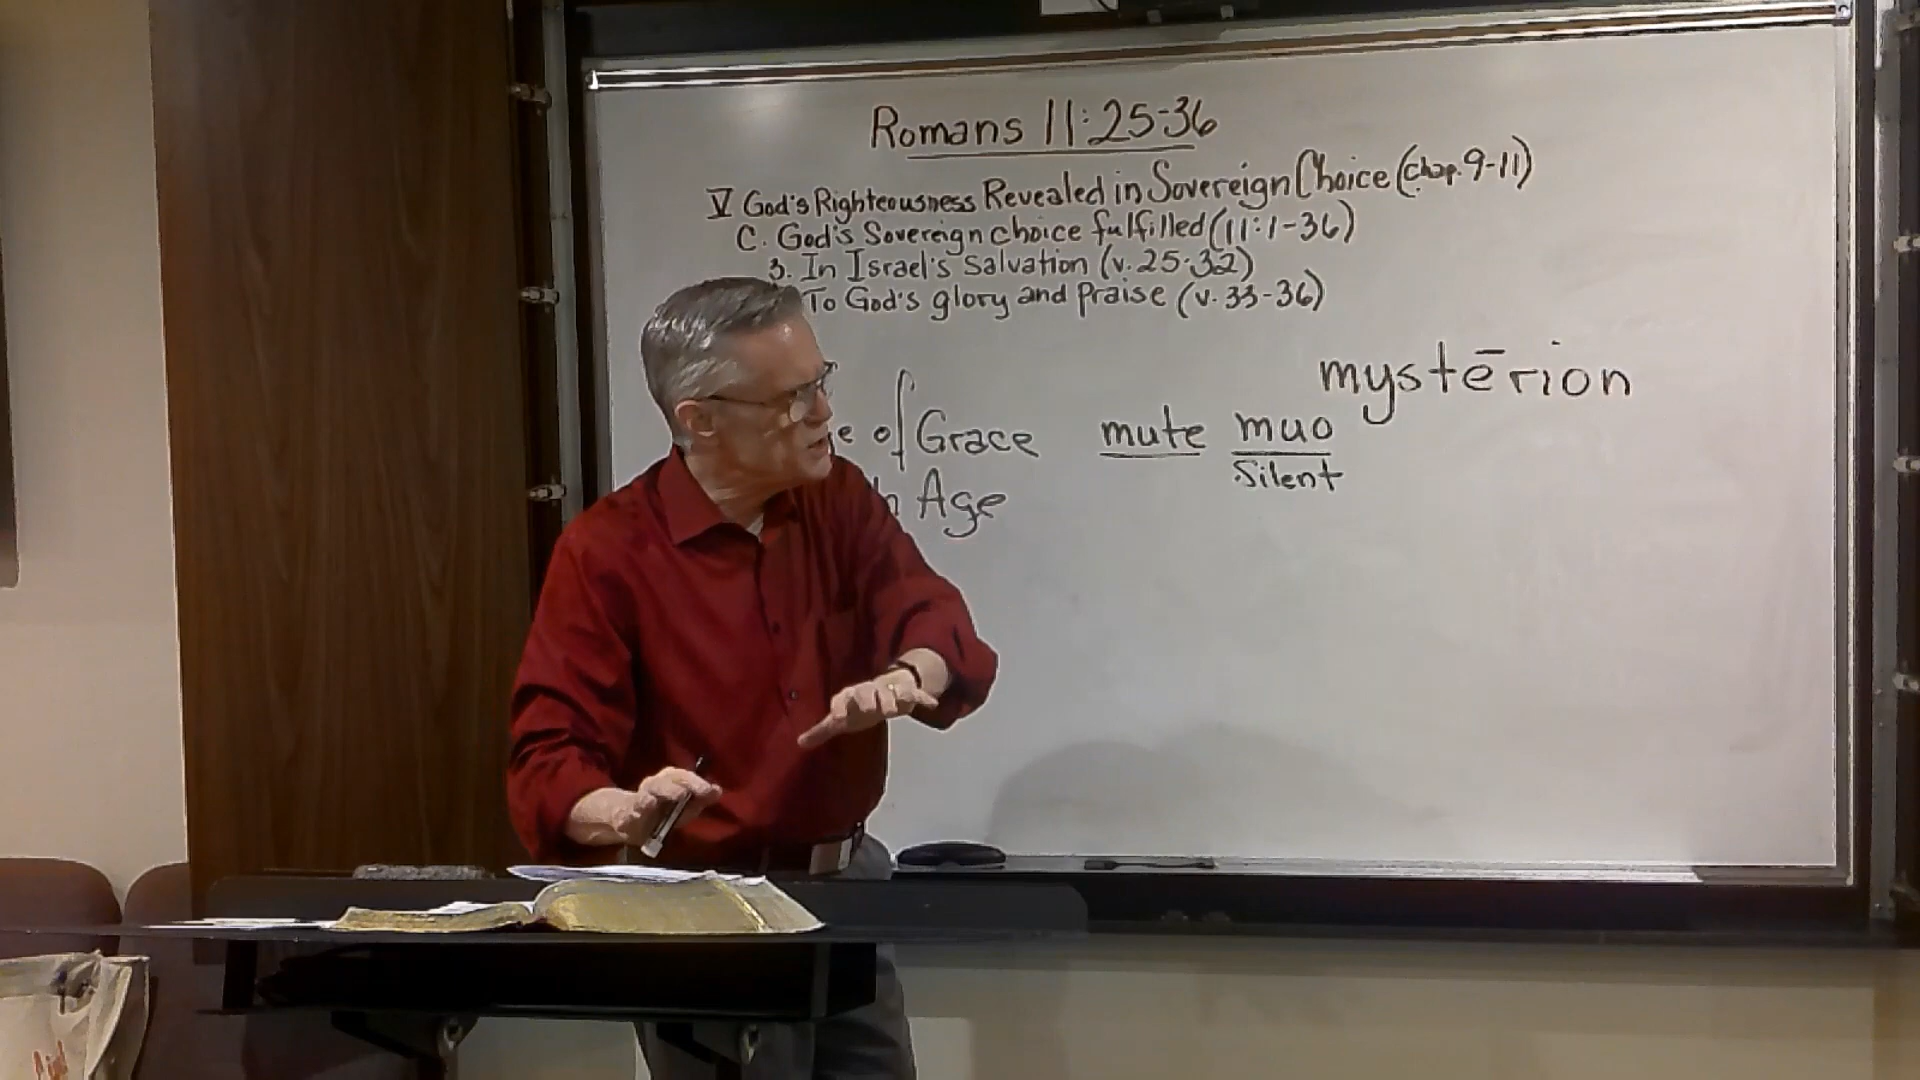 Romans 11:25-36
V God's Righteousness Revealed in Sovereign Choice (Chap. 9-11)
C. God's Sovereign choice fulfilled (11:1-36)
3. In Israel's Salvation (v. 25-32)
To God's glory and Praise (v. 33-36)
mystērion
of Grace mute muo
Silent
Age